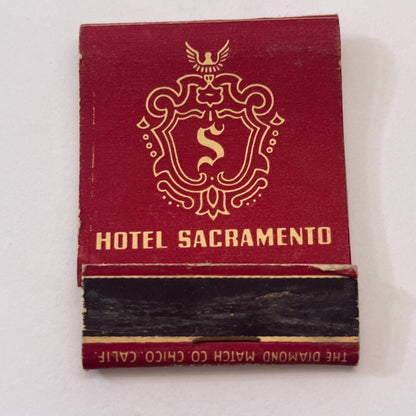 S
HOTEL SACRAMENTO
THE DIAMOND MATCH CO. CHICO. CALIF.